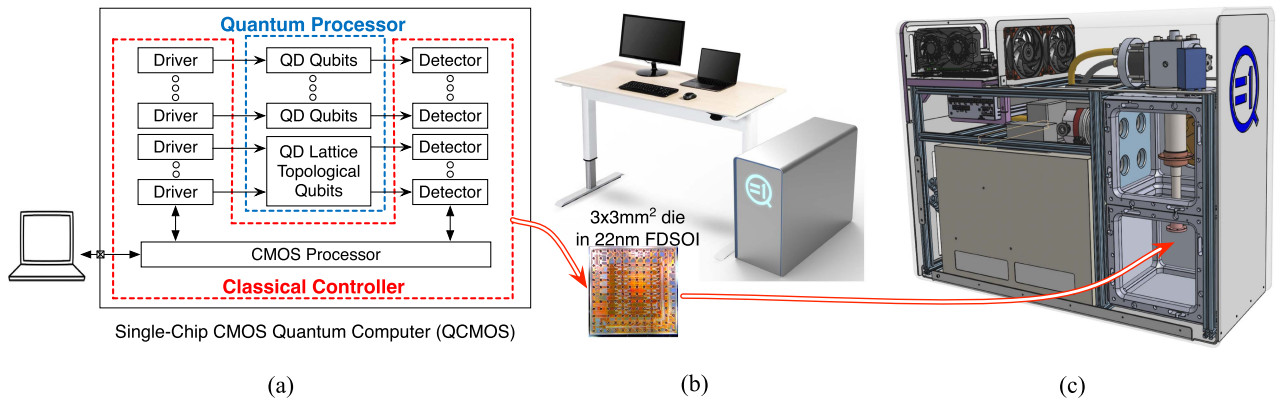 Quantum Processor
Driver
QD Qubits
Detector
Driver
QD Qubits
Detector
Driver
QD Lattice
Topological
Qubits
Detector
Driver
Detector
CMOS Processor
Classical Controller
Single-Chip CMOS Quantum Computer (QCMOS)
3x3mm² die
in 22nm FDSOI
(a)
(b)
(c)